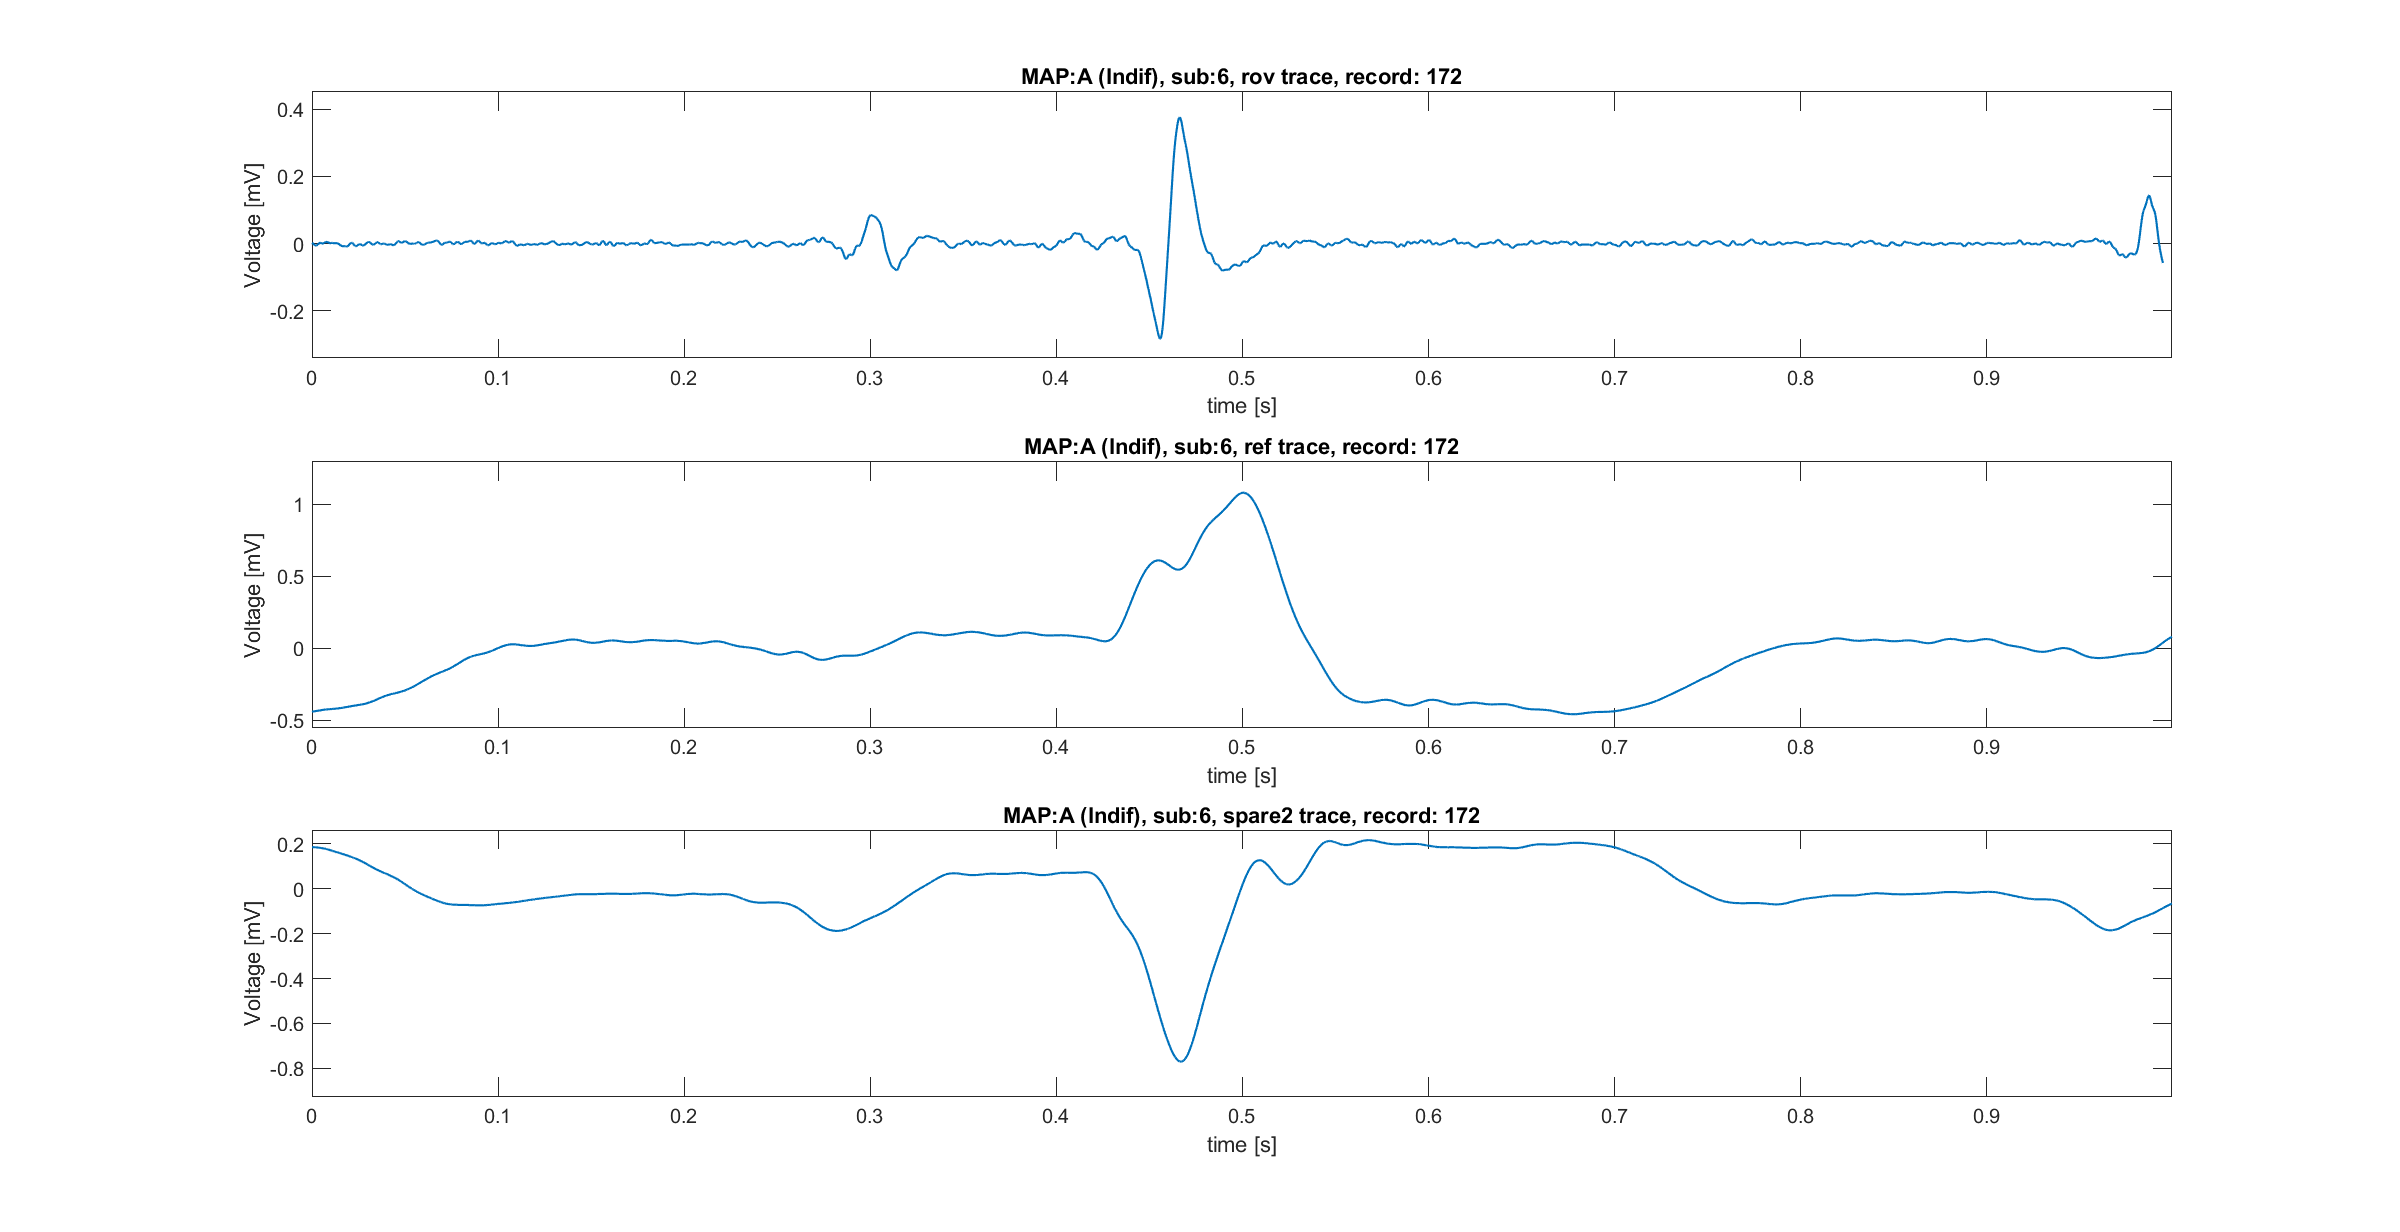 MAP:A (Indif), sub:6, rov trace, record: 172
Voltage [mV]
0.4
0.2
0
-0.2
0 0.1 0.2 0.3 0.4 0.5 0.6 0.7 0.8 0.9
time [s]
MAP:A (Indif), sub:6, ref trace, record: 172
Voltage [mV]
1
0.5
0
-0.5
0 0.1 0.2 0.3 0.4 0.5 0.6 0.7 0.8 0.9
time [s]
MAP:A (Indif), sub:6, spare2 trace, record: 172
Voltage [mV]
0.2
0
-0.2
-0.4
-0.6
-0.8
0 0.1 0.2 0.3 0.4 0.5 0.6 0.7 0.8 0.9
time [s]